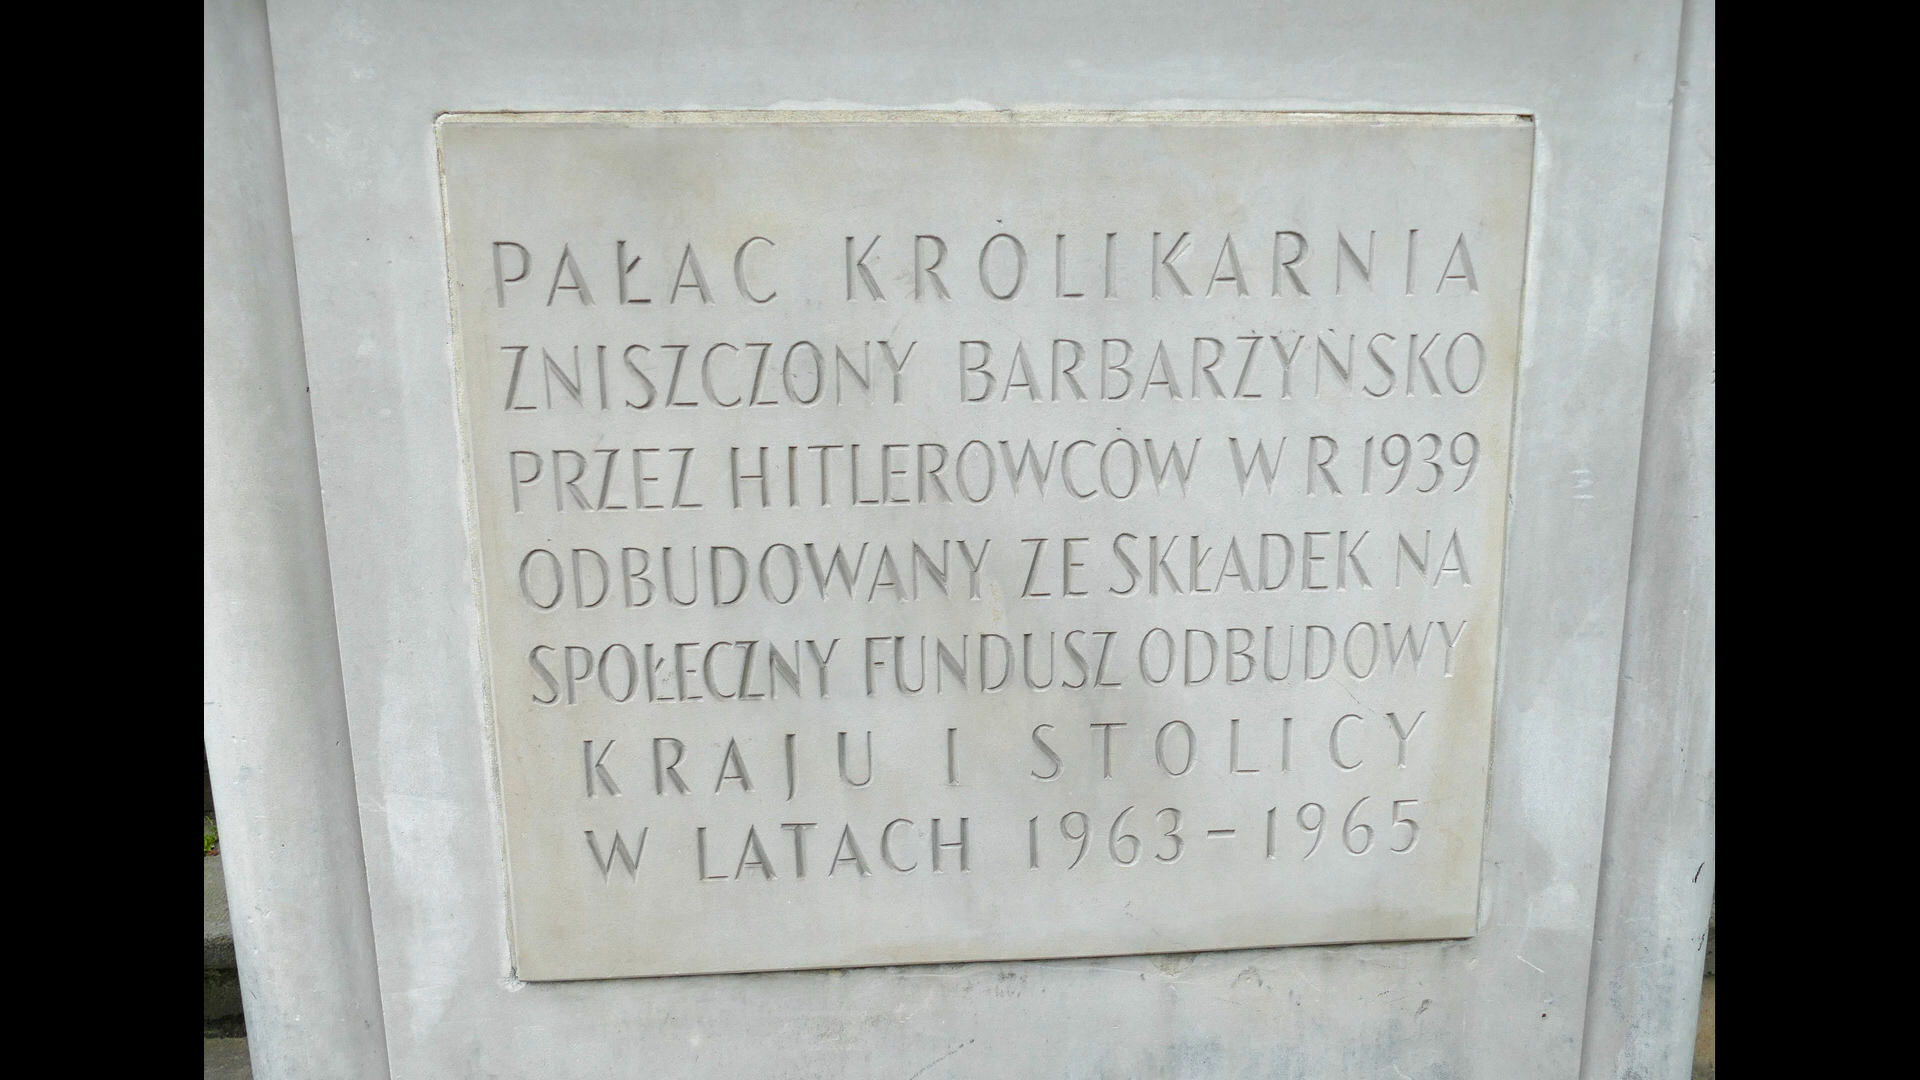 PAŁAC KRÓLIKARNIA
ZNISZCZONY BARBARZYŃSKO
PRZEZ HITLEROWCÓW W R 1939
ODBUDOWANY ZE SKŁADEK NA
SPOŁECZNY FUNDUSZ ODBUDOWY
KRAJU I STOLICY
W LATACH 1963-1965